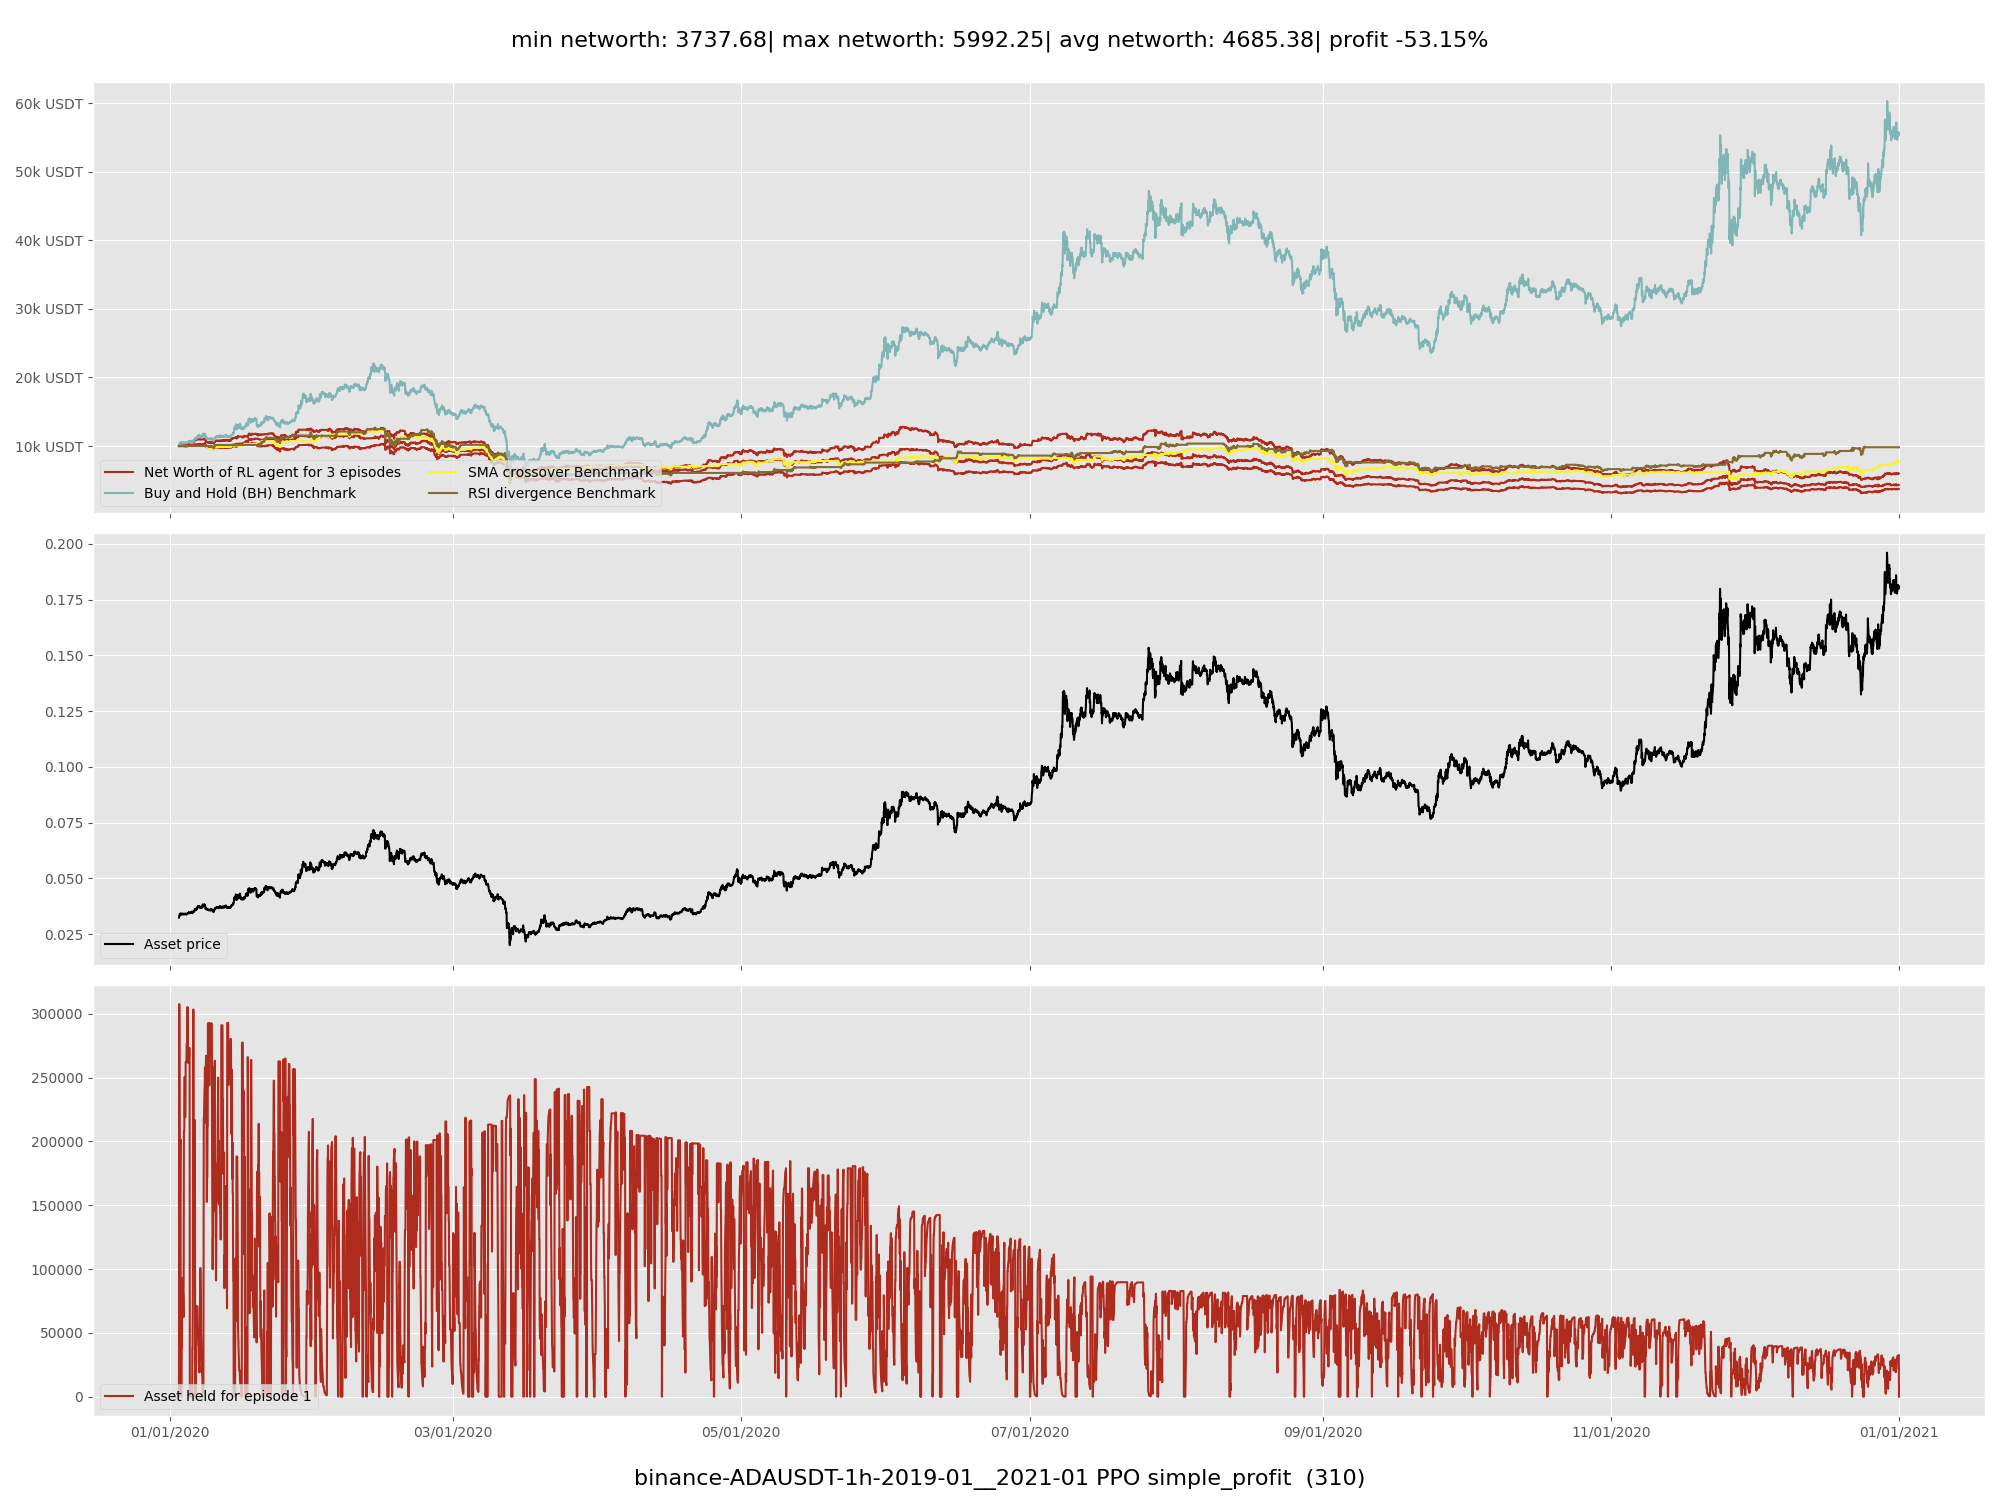 min networth: 3737.68| max networth: 5992.25| avg networth: 4685.38| profit -53.15%
60k USDT
50k USDT
40k USDT
30k USDT
20k USDT
10k USDT
Net Worth of RL agent for 3 episodes
Buy and Hold (BH) Benchmark
SMA crossover Benchmark
RSI divergence Benchmark
0.200
0.175
0.150
0.125
0.100
0.075
0.050
0.025
Asset price
300000
250000
200000
150000
100000
50000
0
Asset held for episode 1
01/01/2020
03/01/2020
05/01/2020
07/01/2020
09/01/2020
11/01/2020
01/01/2021
binance-ADAUSDT-1h-2019-01__2021-01 PPO simple_profit  (310)